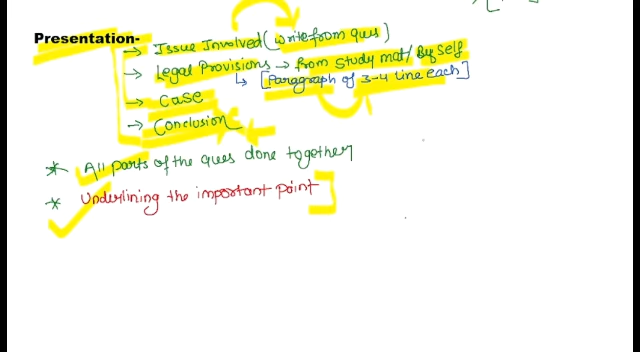 Presentation-
→ Issue Involved (write from ques)
→ Legal Provisions → from study mat/ By self
↳ [Paragraph of 3-4 line each]
→ Case
→ Conclusion
* All parts of the ques done together
* Underlining the important point